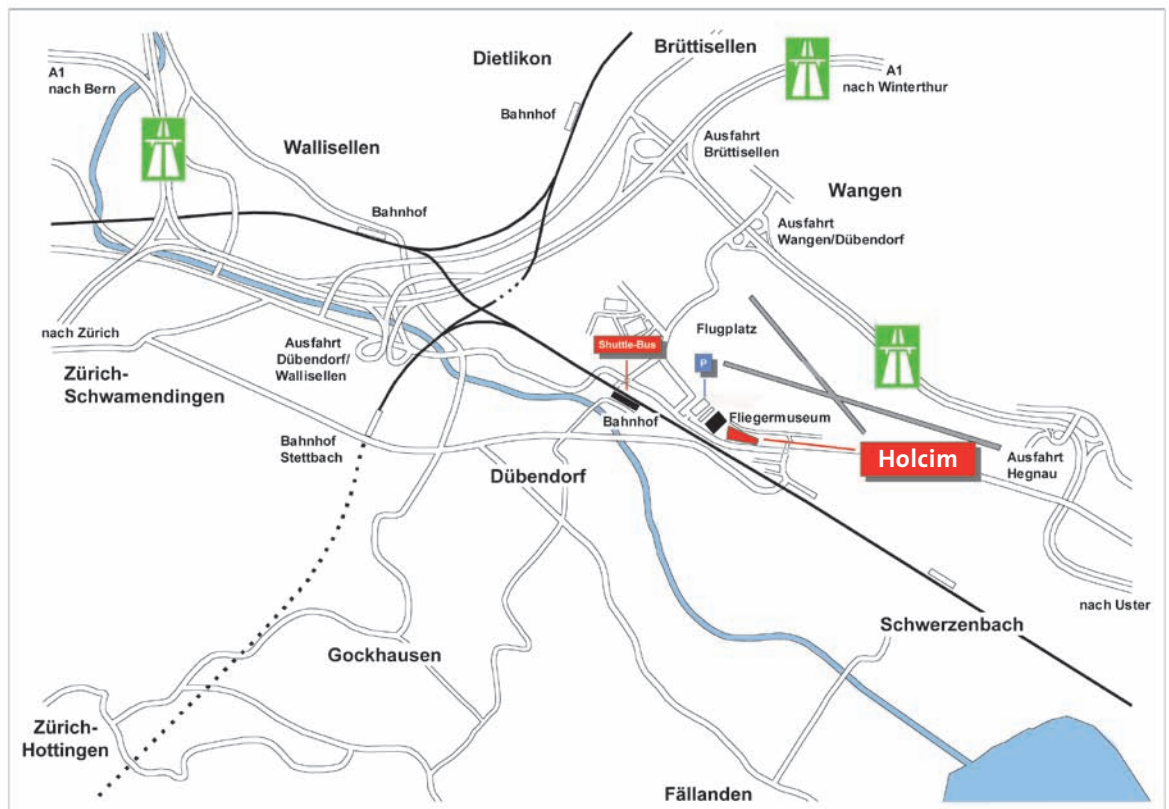 Brüttisellen
Dietlikon
A1
nach Bern
A1
nach Winterthur
Bahnhof
Ausfahrt
Brüttisellen
Wallisellen
Wangen
Bahnhof
Ausfahrt
Wangen/Dübendorf
nach Zürich
Ausfahrt
Dübendorf/
Wallisellen
Shuttle-Bus
Flugplatz
P
Zürich-
Schwamendingen
Bahnhof
Fliegermuseum
Bahnhof
Stettbach
Holcim
Ausfahrt
Hegnau
Dübendorf
nach Uster
Schwerzenbach
Gockhausen
Zürich-
Hottingen
Fällanden